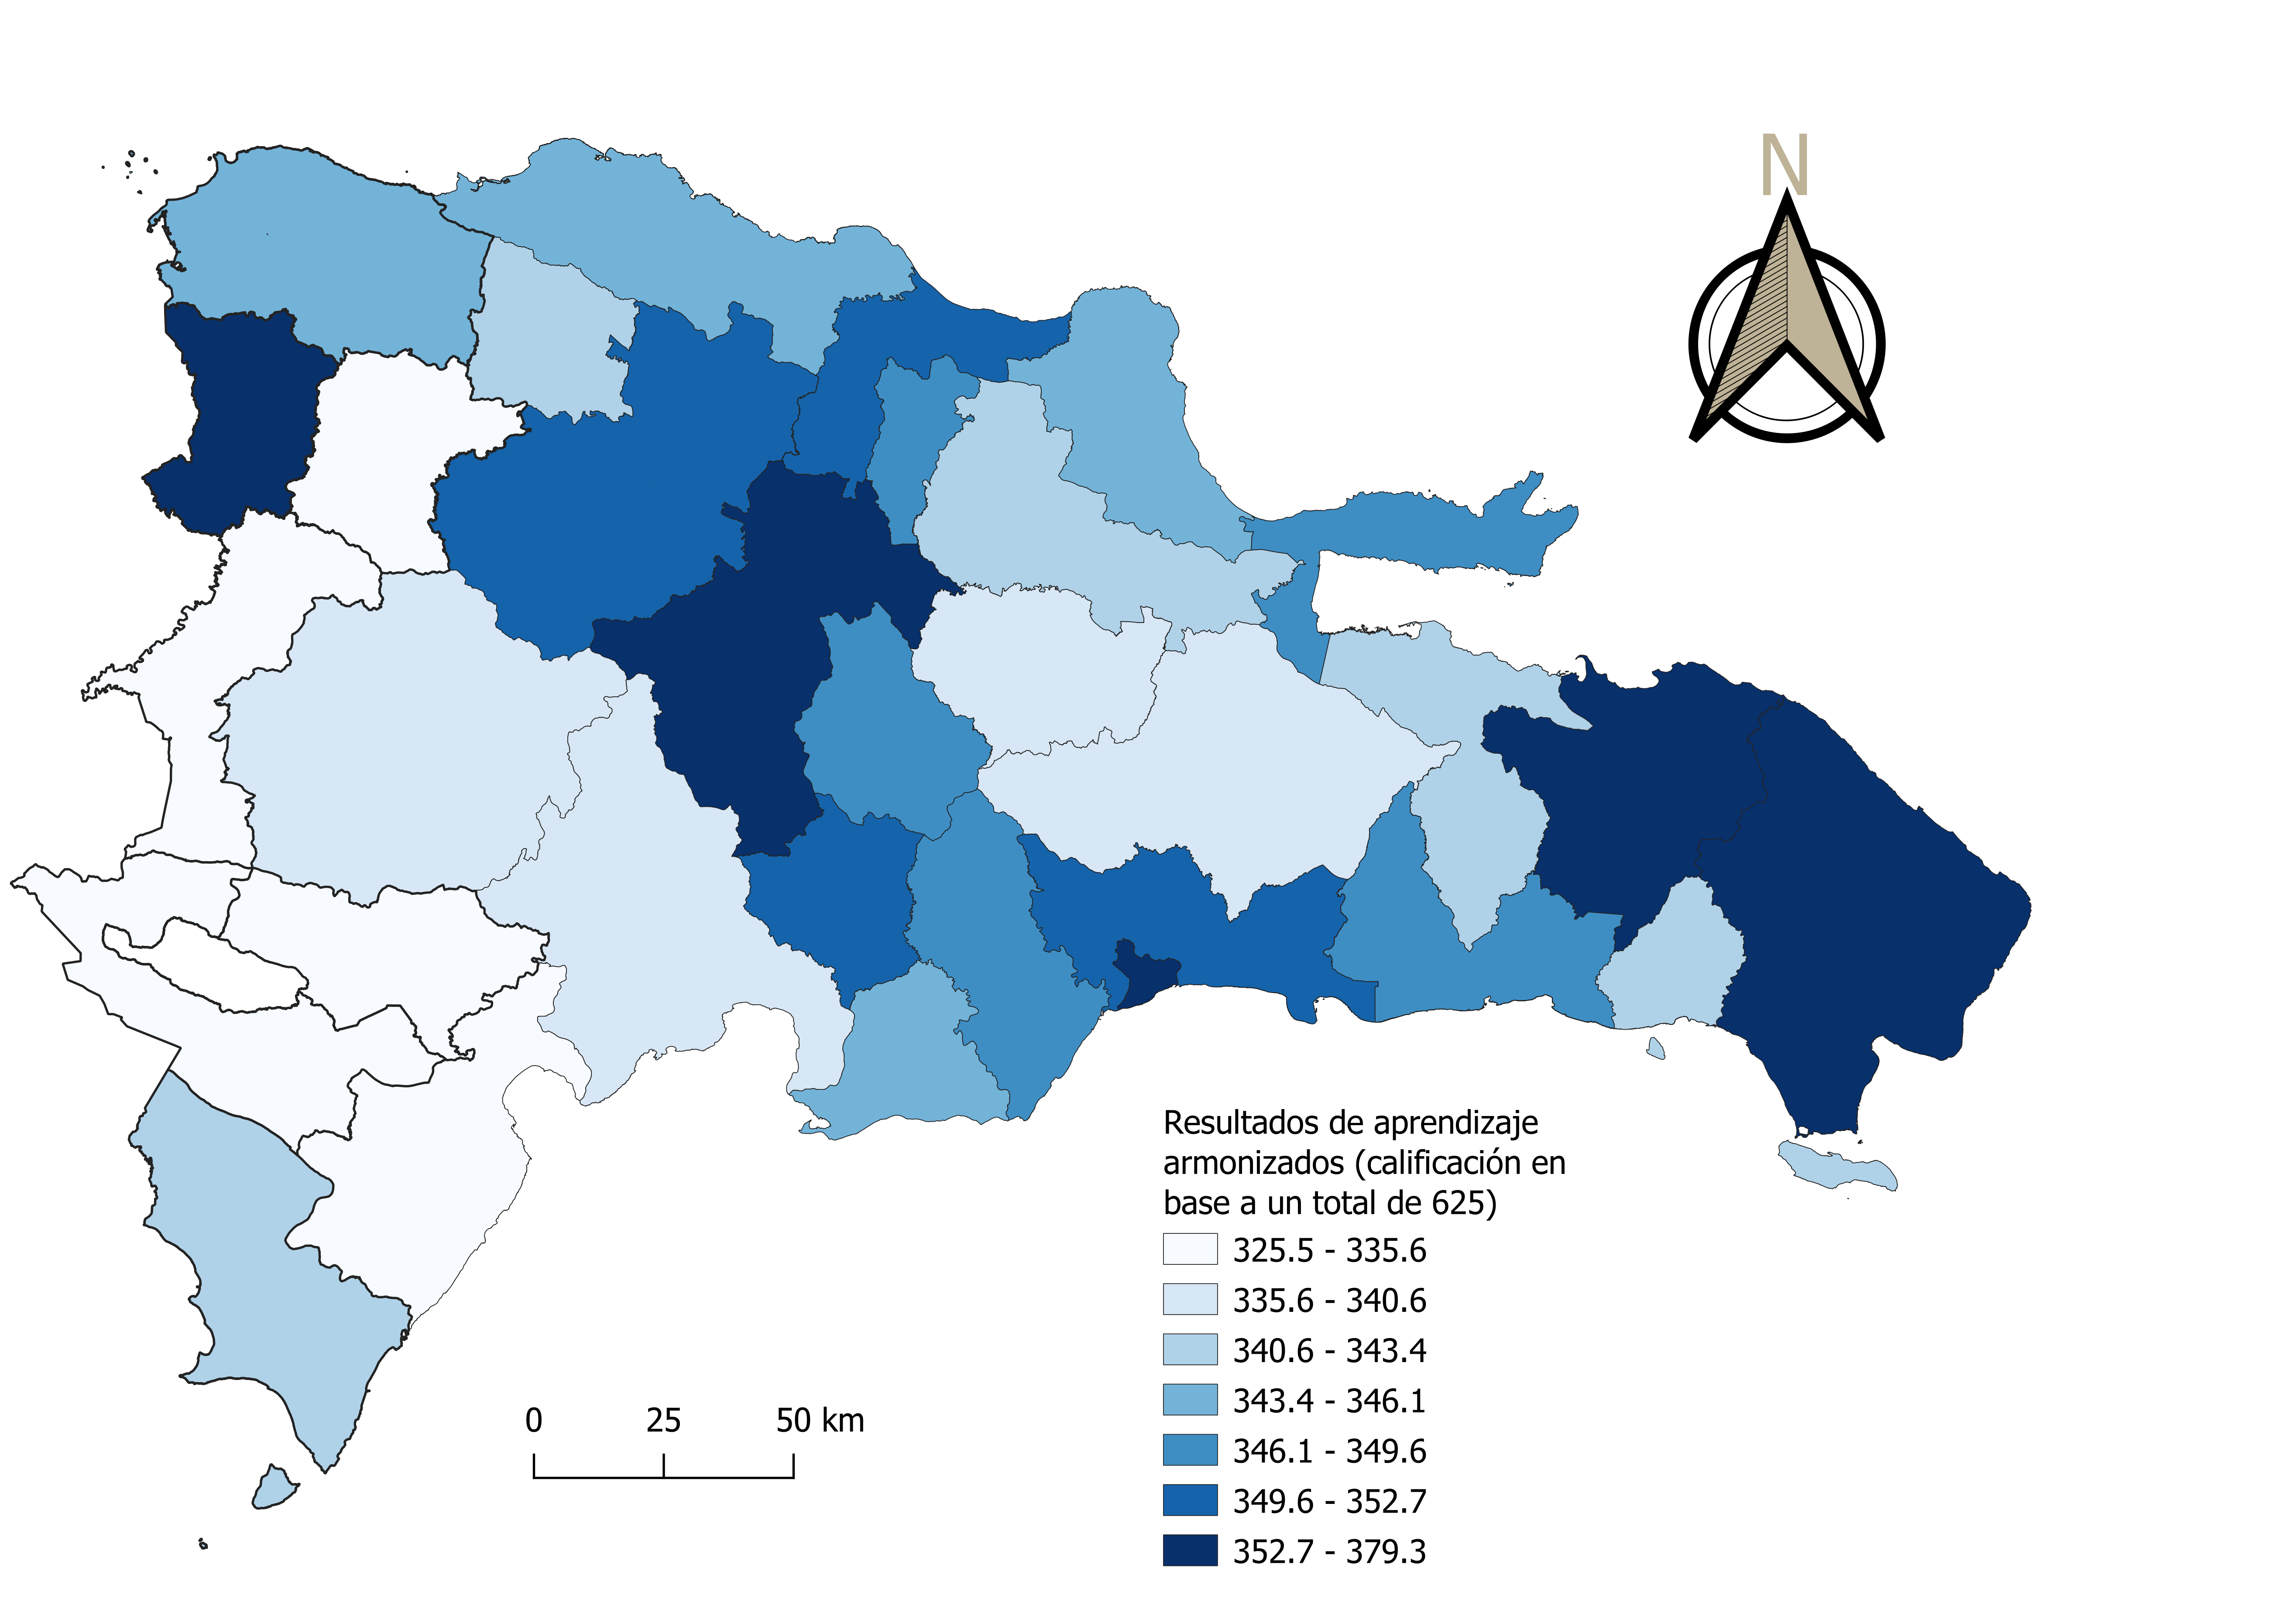 N
Resultados de aprendizaje
armonizados (calificación en
base a un total de 625)
325.5 - 335.6
335.6 - 340.6
340.6 - 343.4
343.4 - 346.1
346.1 - 349.6
349.6 - 352.7
352.7 - 379.3
0 25 50 km